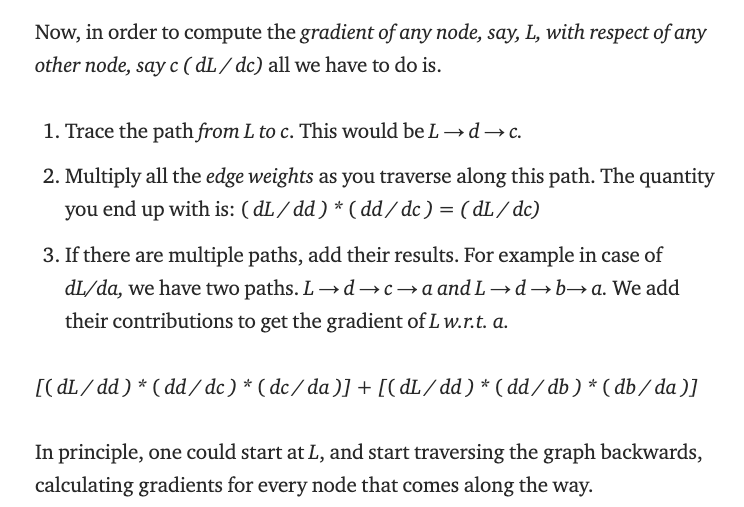 Now, in order to compute the gradient of any node, say, L, with respect of any
other node, say c ( dL / dc) all we have to do is.
1. Trace the path from L to c. This would be L → d → c.
2. Multiply all the edge weights as you traverse along this path. The quantity
you end up with is: ( dL / dd ) * ( dd / dc ) = ( dL / dc)
3. If there are multiple paths, add their results. For example in case of
dL/da, we have two paths. L → d → c → a and L → d → b→ a. We add
their contributions to get the gradient of L w.r.t. a.
[( dL / dd ) * ( dd / dc ) * ( dc / da )] + [( dL / dd ) * ( dd / db ) * ( db / da )]
In principle, one could start at L, and start traversing the graph backwards,
calculating gradients for every node that comes along the way.